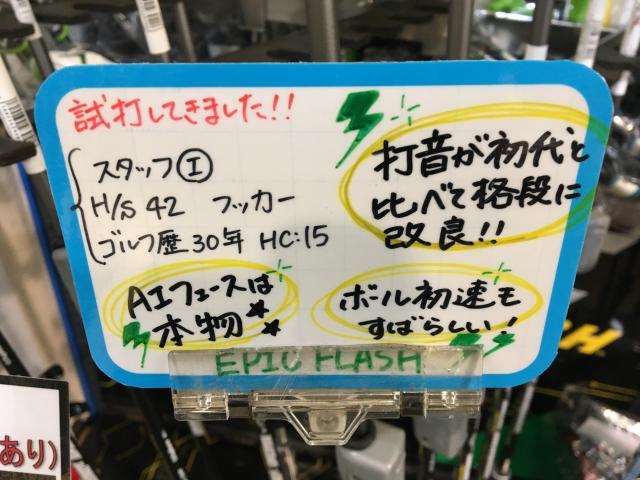 試打してきました!!
スタッフⒾ
H/S 42 フッカー
ゴルフ歴30年 HC:15
打音が初代と
比べて格段に
改良!!
AIフェースは
本物
ボール初速も
すばらしい!
EPIC FLASH
あり)